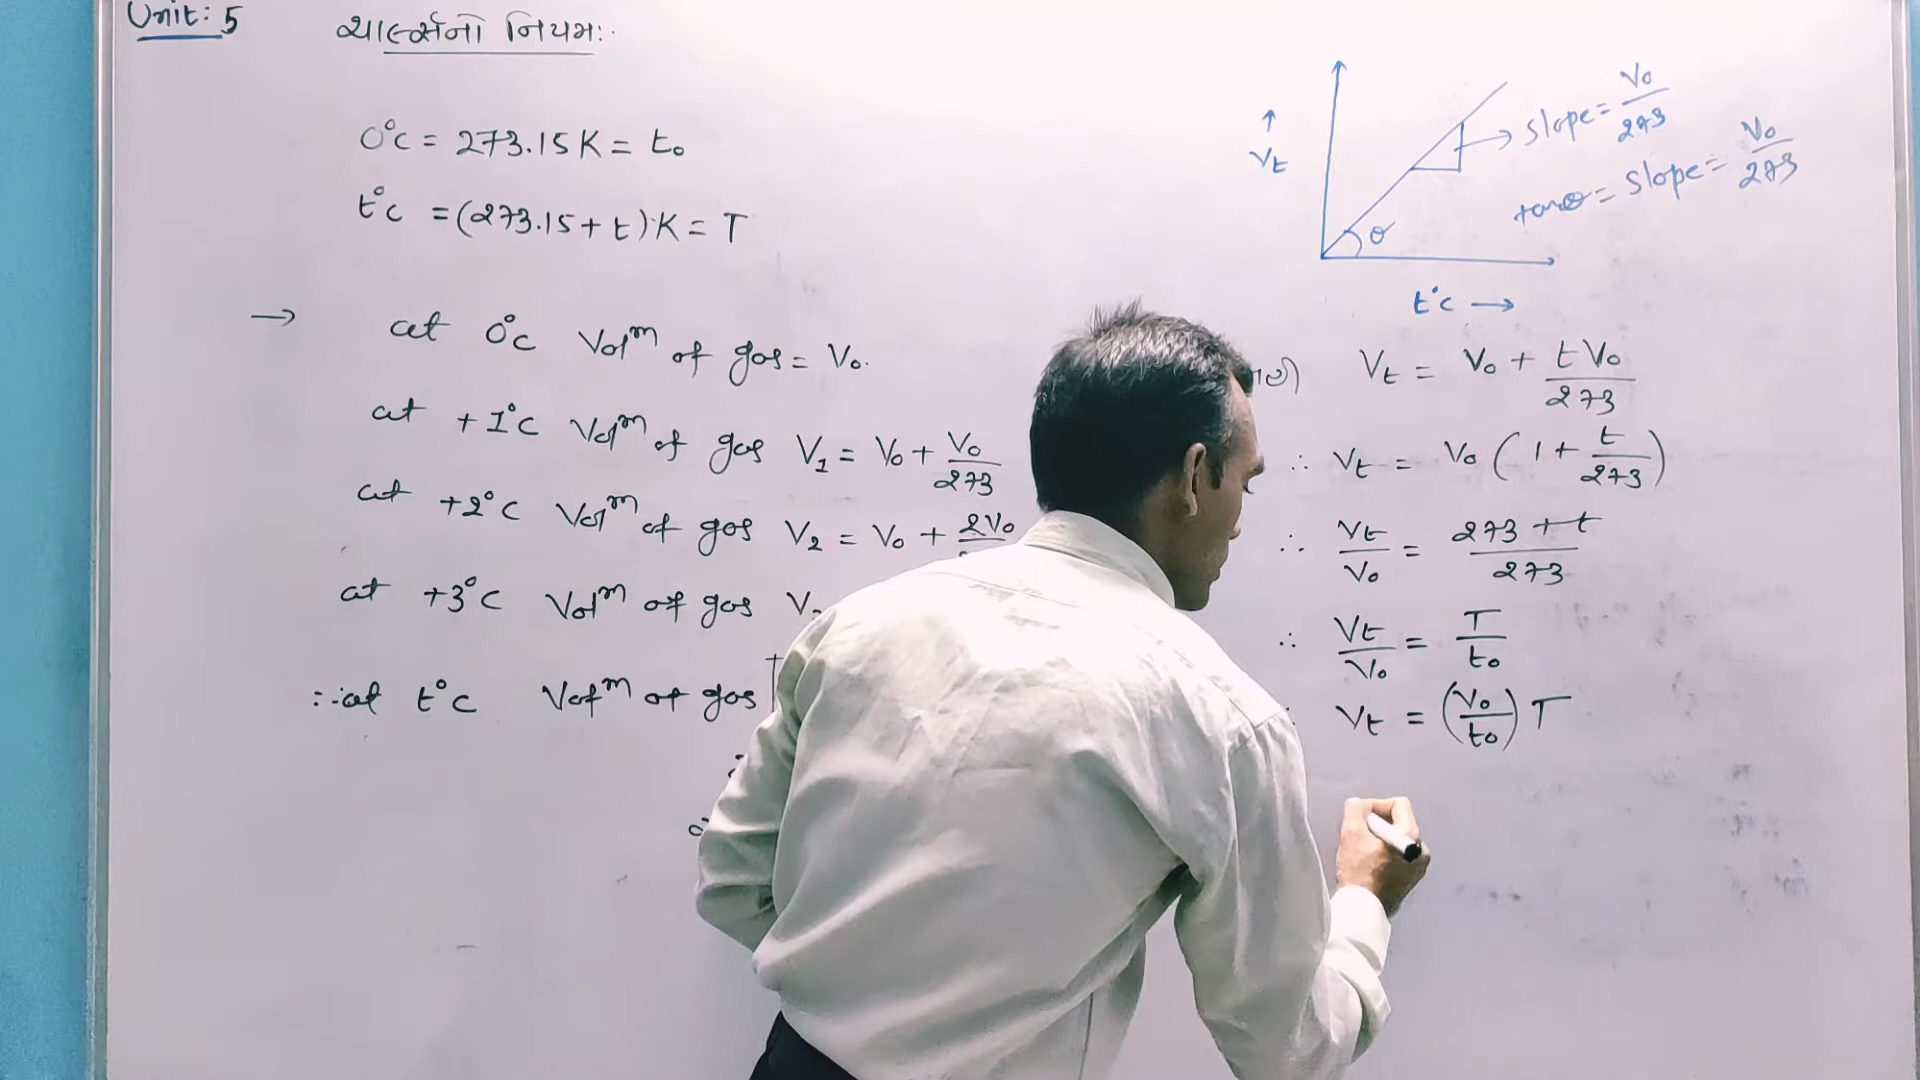 Unit: 5
ચાર્લ્સનો નિયમ:
0°C = 273.15 K = t₀
t°C = (273.15 + t) K = T
→ at 0°C Volᵐ of gas = V₀.
at +1°C Volᵐ of gas V₁ = V₀ + V₀/273
at +2°C Volᵐ of gas V₂ = V₀ + 2V₀
at +3°C Volᵐ of gas
∴ at t°C Volᵐ of gas
↑ Vt
θ
t°C →
→ Slope = V₀/273
tanθ = Slope = V₀/273
Vt = V₀ + tV₀/273
∴ Vt = V₀ (1 + t/273)
∴ Vt/V₀ = 273 + t/273
∴ Vt/V₀ = T/t₀
Vt = (V₀/t₀) T